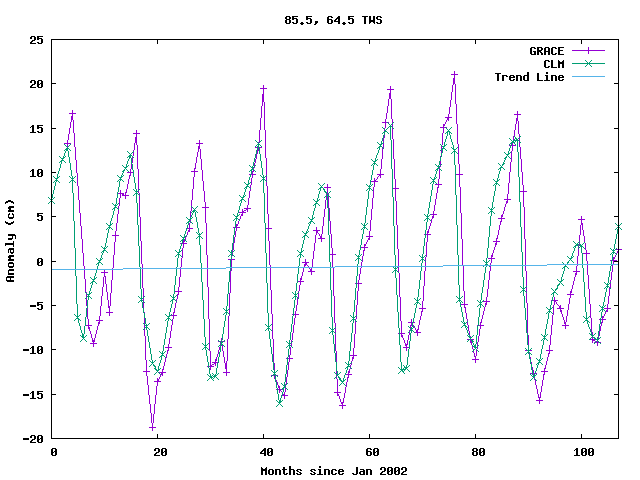 85.5, 64.5 TWS
GRACE
CLM
Trend Line
25
20
15
10
5
0
-5
-10
-15
-20
Anomaly (cm)
0 20 40 60 80 100
Months since Jan 2002